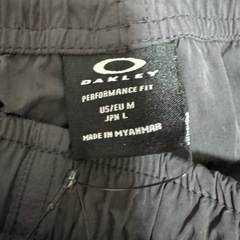 OAKLEY
PERFORMANCE FIT
US/EU M
JPN L
MADE IN MYANMAR